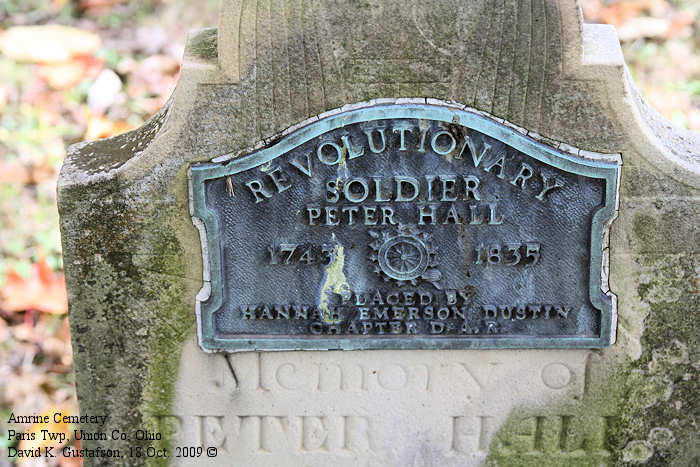 REVOLUTIONARY
SOLDIER
PETER HALL
1743 1835
PLACED BY
HANNAH EMERSON DUSTIN
CHAPTER D.A.R.
Memory of
PETER HALL
Amrine Cemetery
Paris Twp, Union Co, Ohio
David K. Gustafson, 18 Oct 2009 ©